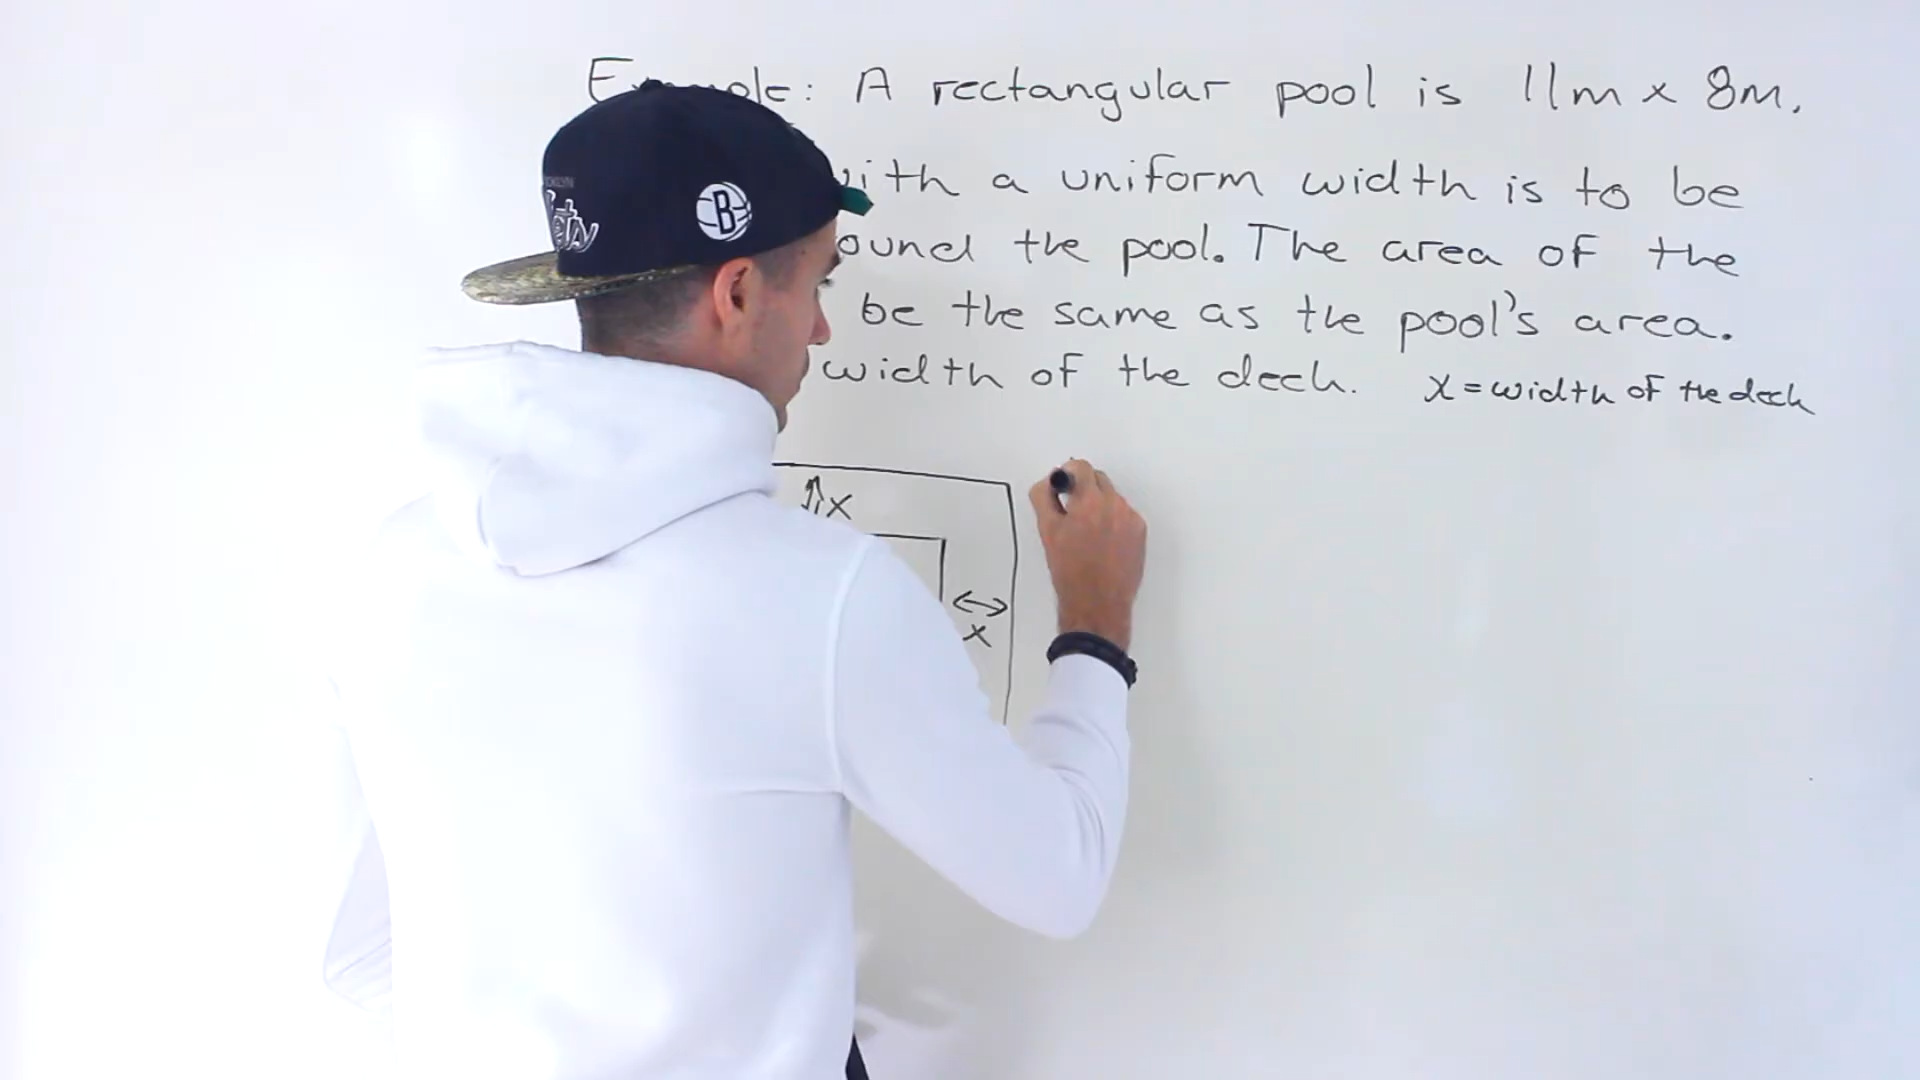 Example: A rectangular pool is 11m x 8m.
with a uniform width is to be
the pool. The area of the
be the same as the pool's area.
width of the deck. x = width of the deck
x
x
B